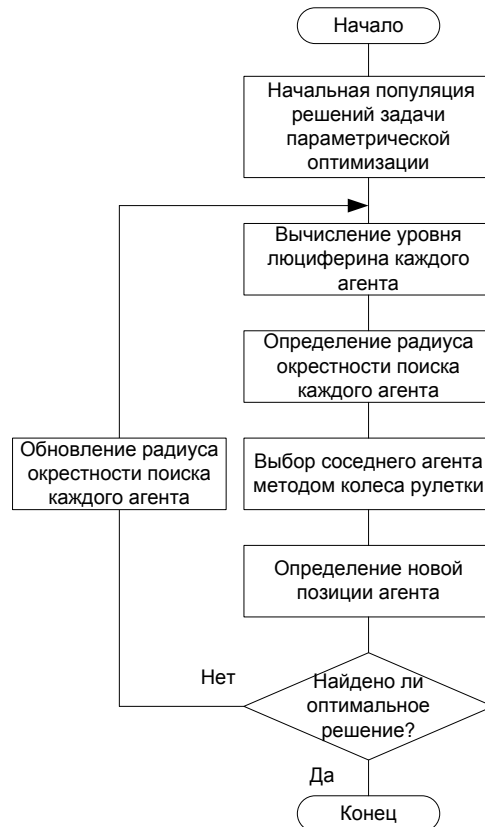 Начало
Начальная популяция
решений задачи
параметрической
оптимизации
Вычисление уровня
люциферина каждого
агента
Определение радиуса
окрестности поиска
каждого агента
Обновление радиуса
окрестности поиска
каждого агента
Выбор соседнего агента
методом колеса рулетки
Определение новой
позиции агента
Нет
Найдено ли
оптимальное
решение?
Да
Конец